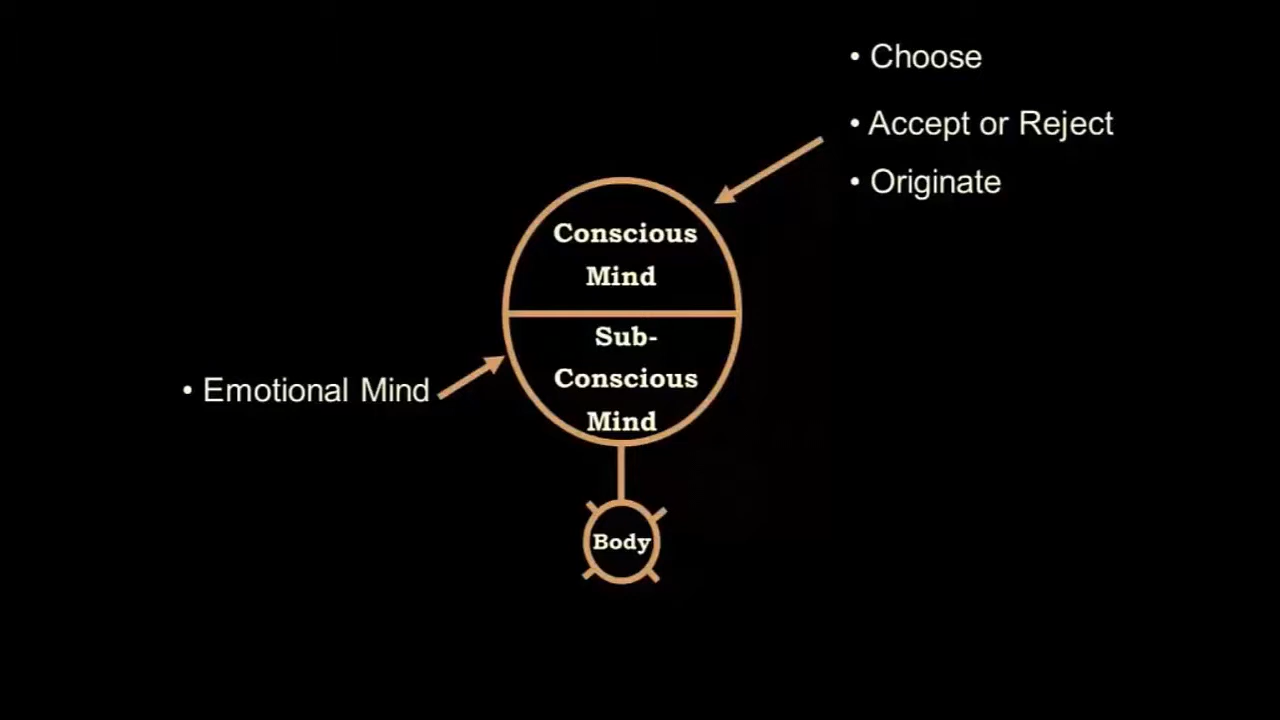 • Choose
• Accept or Reject
• Originate
Conscious
Mind
Sub-
Conscious
Mind
• Emotional Mind
Body